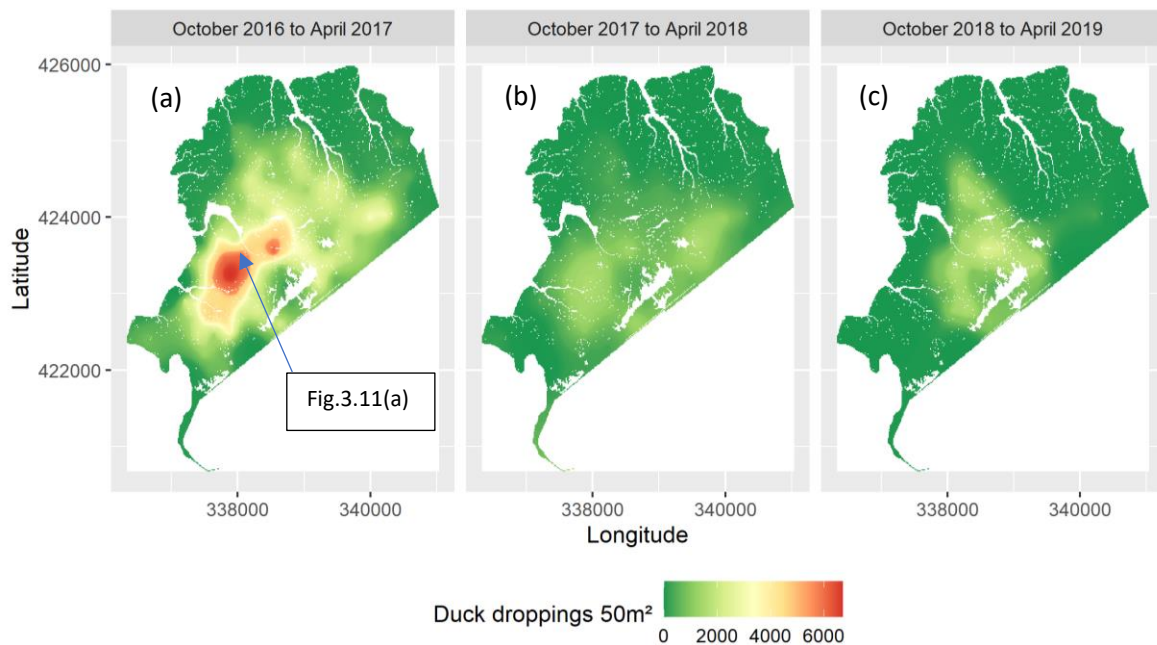 October 2016 to April 2017
October 2017 to April 2018
October 2018 to April 2019
(a)
(b)
(c)
426000
424000
422000
Latitude
Fig.3.11(a)
338000 340000
338000 340000
338000 340000
Longitude
Duck droppings 50m²
0 2000 4000 6000